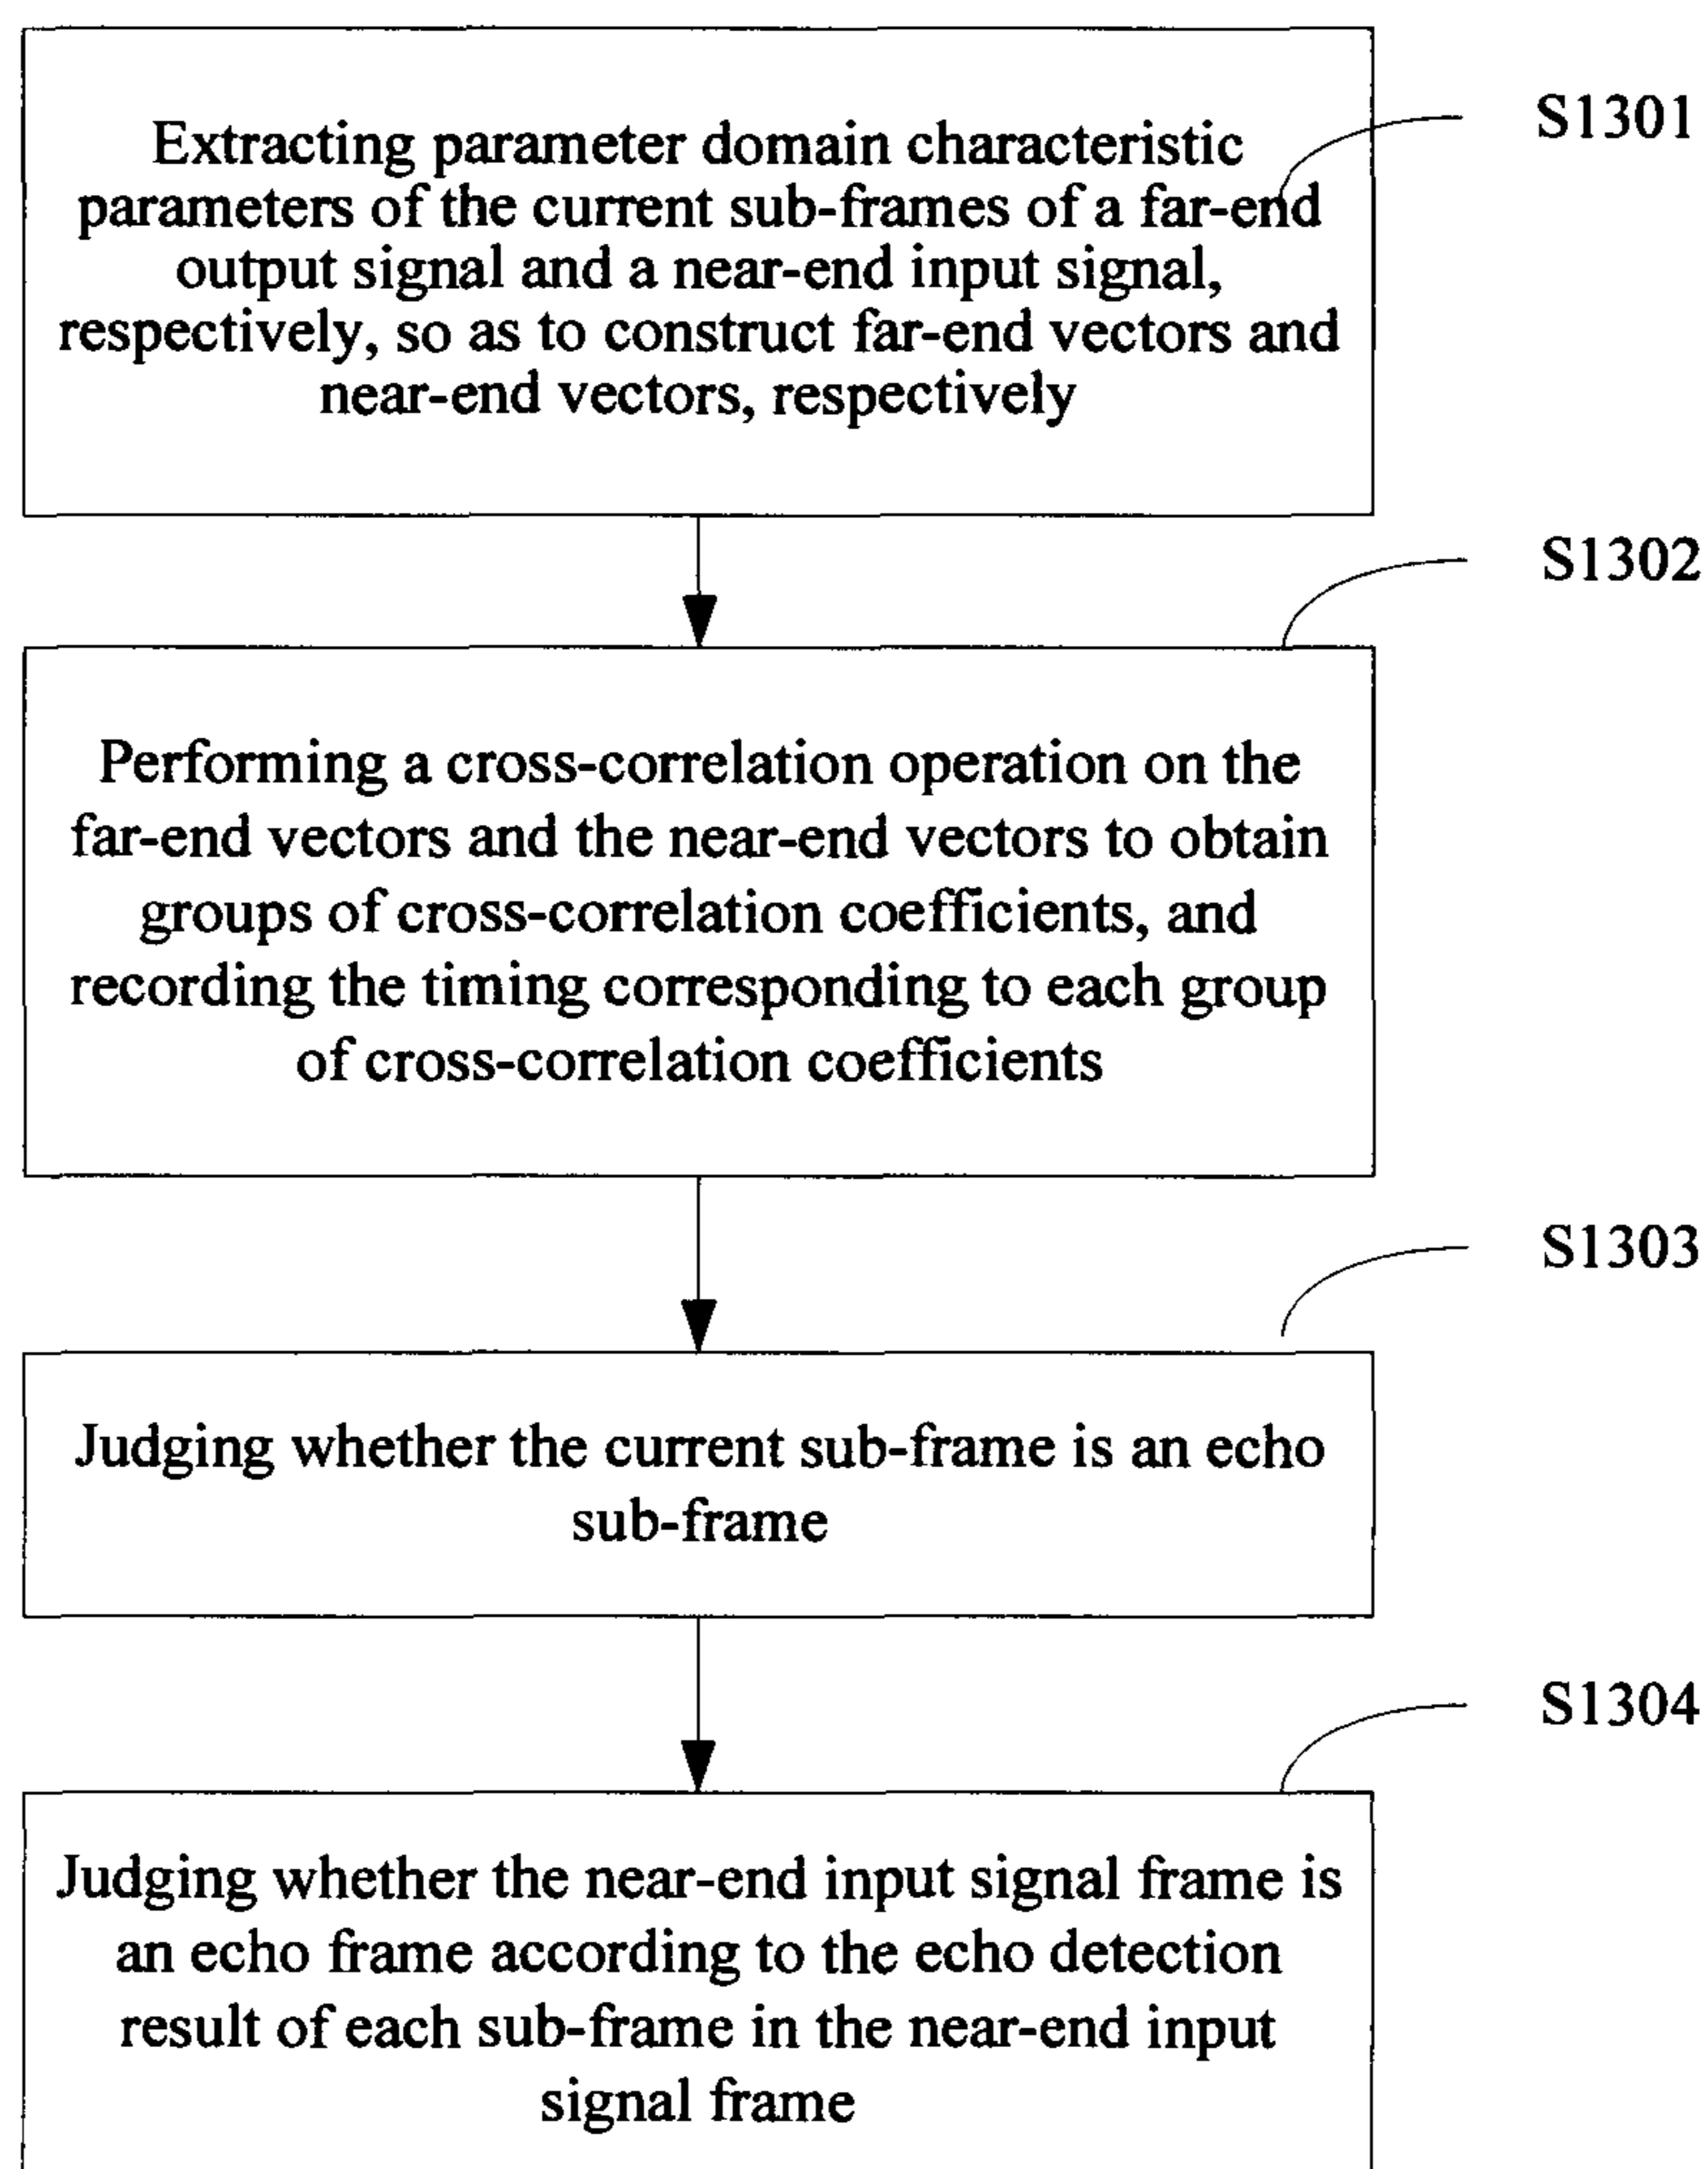 S1301
Extracting parameter domain characteristic
parameters of the current sub-frames of a far-end
output signal and a near-end input signal,
respectively, so as to construct far-end vectors and
near-end vectors, respectively
S1302
Performing a cross-correlation operation on the
far-end vectors and the near-end vectors to obtain
groups of cross-correlation coefficients, and
recording the timing corresponding to each group
of cross-correlation coefficients
S1303
Judging whether the current sub-frame is an echo
sub-frame
S1304
Judging whether the near-end input signal frame is
an echo frame according to the echo detection
result of each sub-frame in the near-end input
signal frame